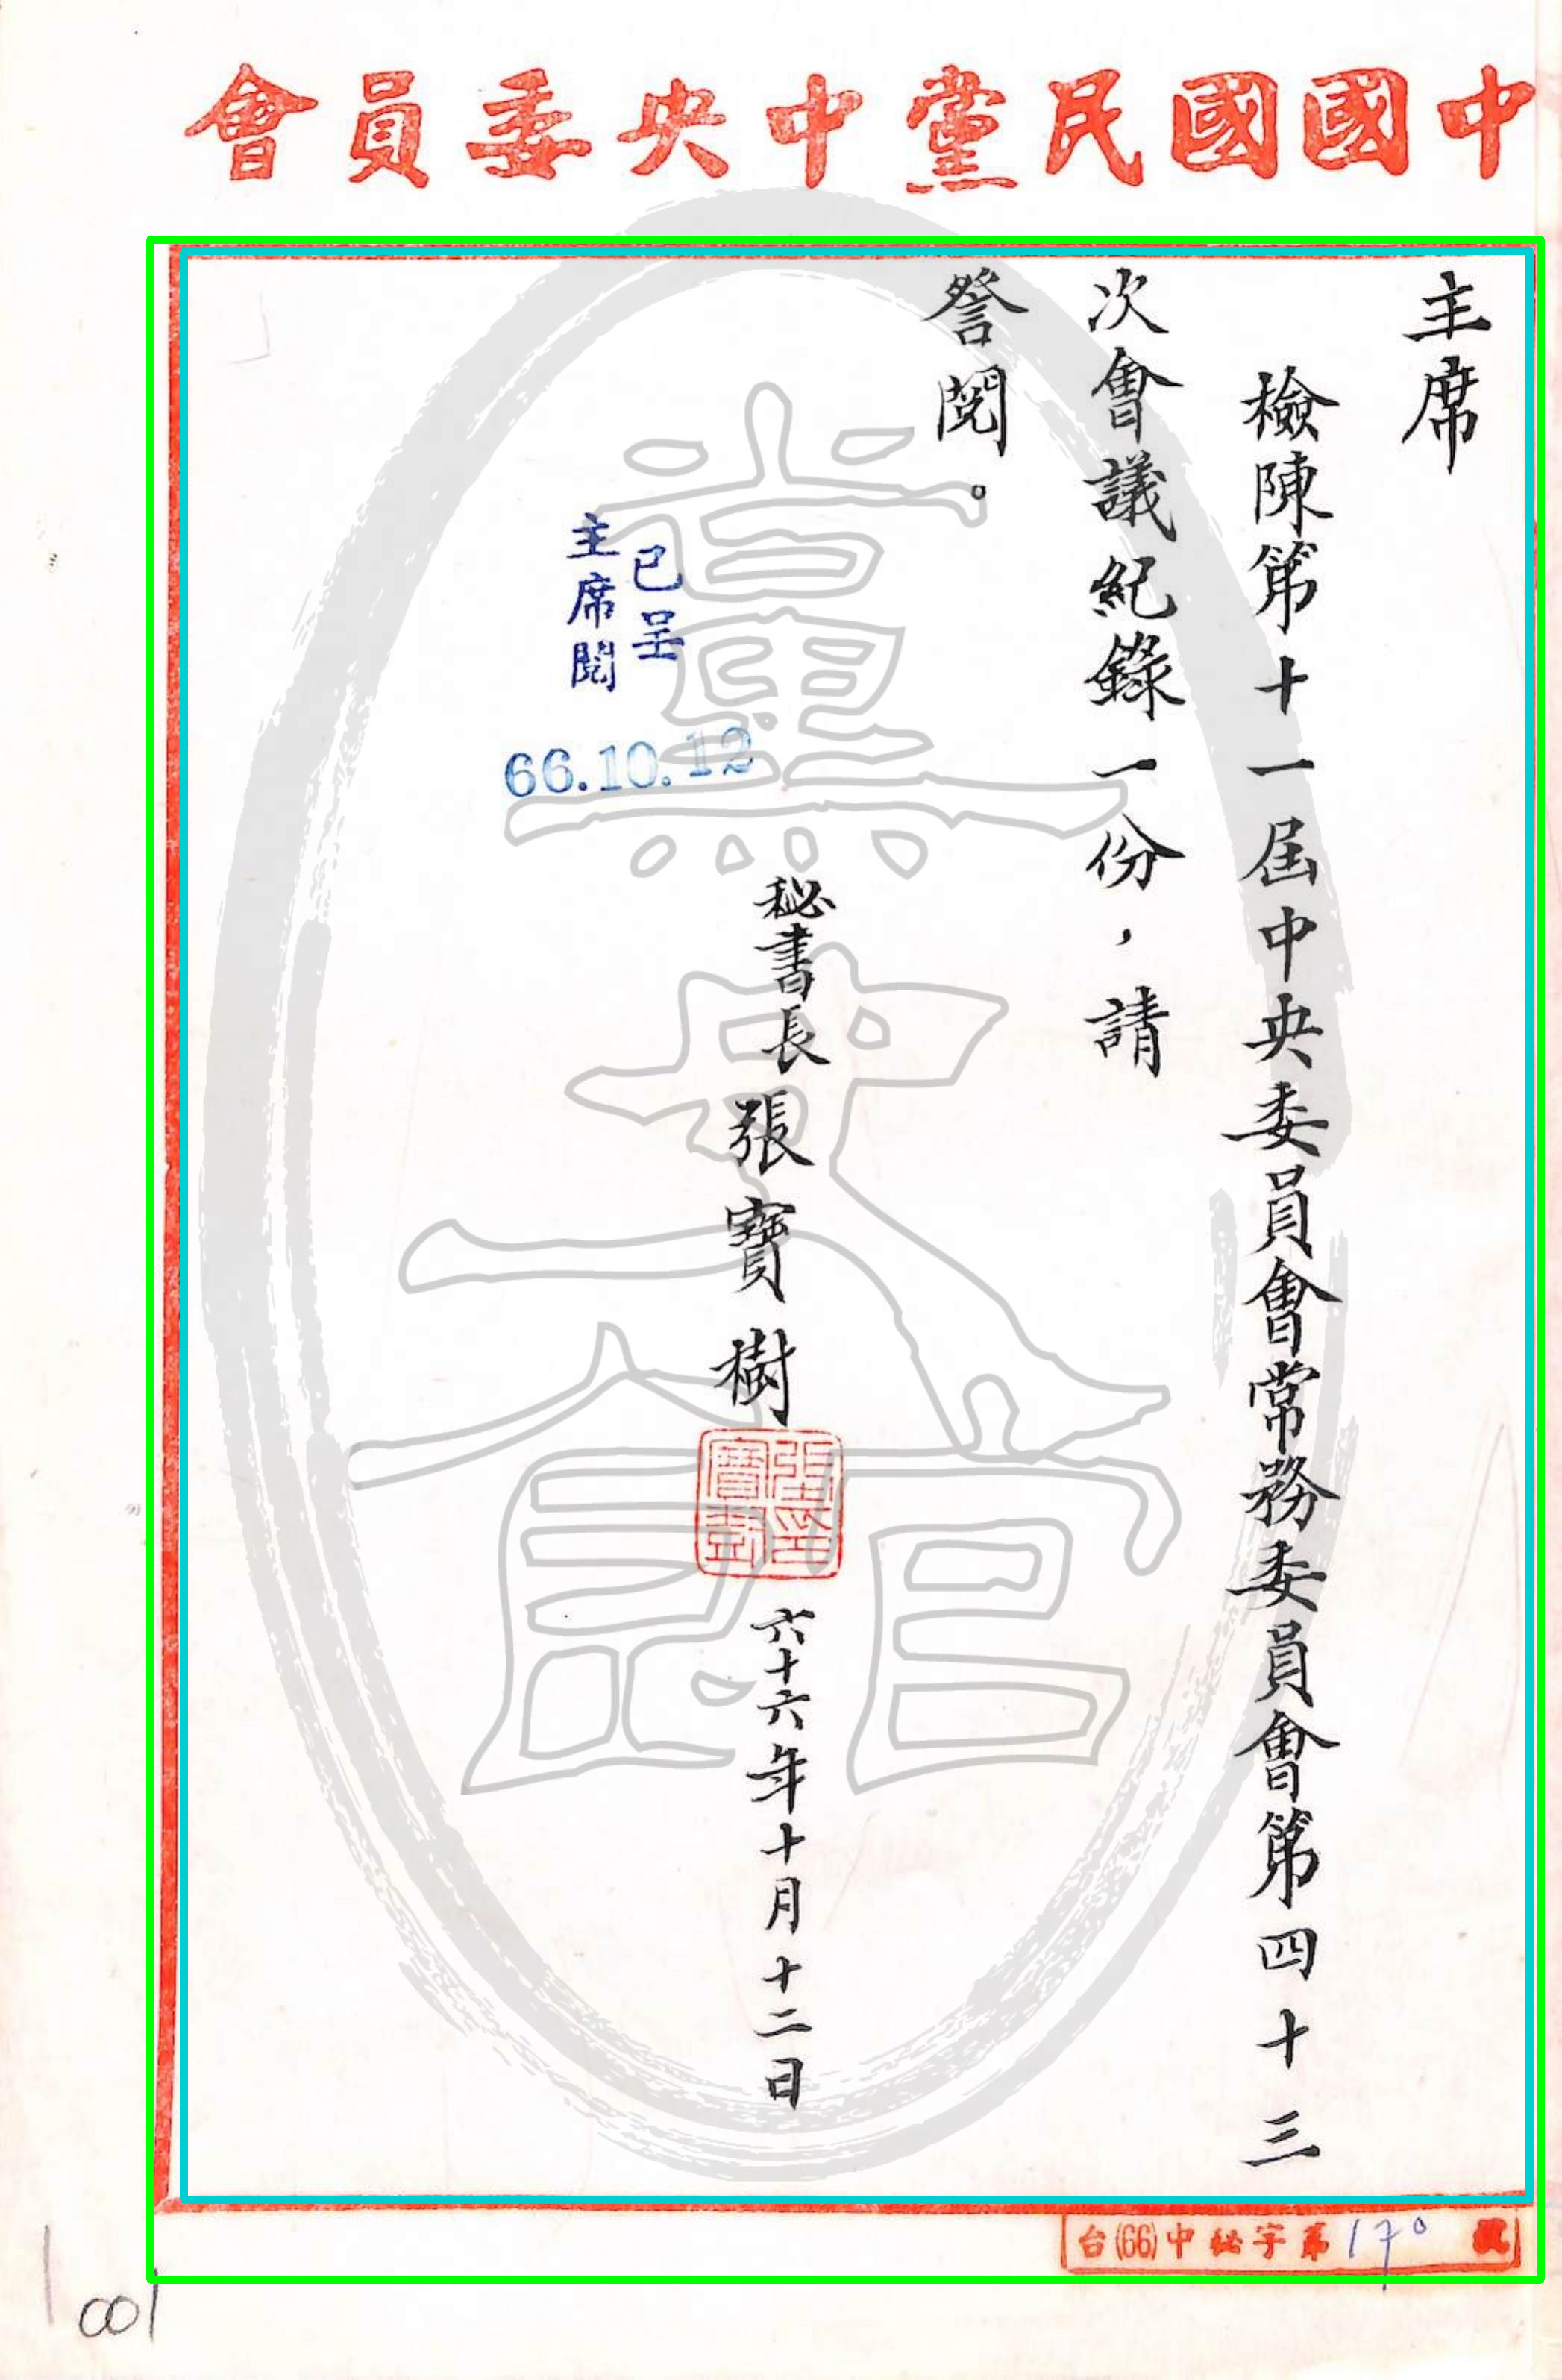 中國國民黨中央委員會
主席
檢陳第十一屆中央委員會常務委員會第四十三
次會議紀錄一份，請
詧閱。
秘書長張寶樹
六十六年十月十二日
已呈
主席閱
66.10.12
張寶樹印
台(66)中秘字第170號
001
黨史館